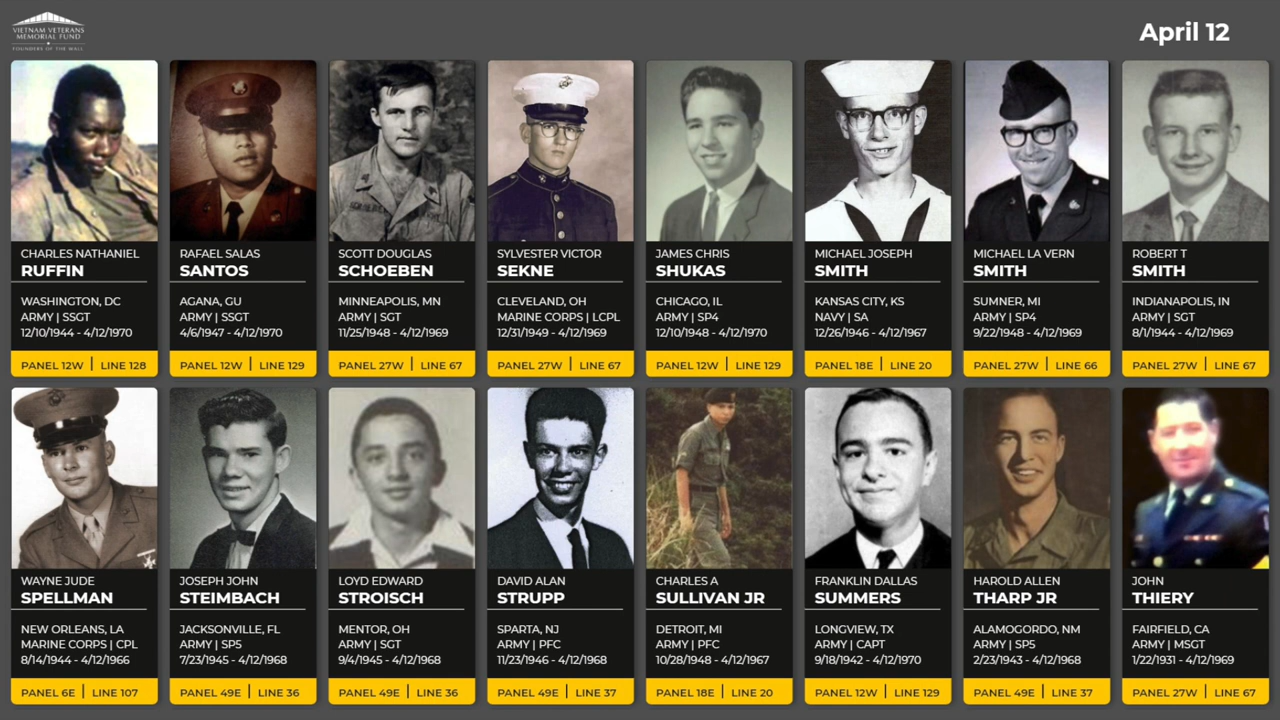 VIETNAM VETERANS
MEMORIAL FUND
FOUNDERS OF THE WALL
April 12
CHARLES NATHANIEL
RUFFIN
WASHINGTON, DC
ARMY | SSGT
12/10/1944 - 4/12/1970
PANEL 12W | LINE 128
RAFAEL SALAS
SANTOS
AGANA, GU
ARMY | SSGT
4/6/1947 - 4/12/1970
PANEL 12W | LINE 129
SCOTT DOUGLAS
SCHOEBEN
MINNEAPOLIS, MN
ARMY | SGT
11/25/1948 - 4/12/1969
PANEL 27W | LINE 67
SYLVESTER VICTOR
SEKNE
CLEVELAND, OH
MARINE CORPS | LCPL
12/31/1949 - 4/12/1969
PANEL 27W | LINE 67
JAMES CHRIS
SHUKAS
CHICAGO, IL
ARMY | SP4
12/10/1948 - 4/12/1970
PANEL 12W | LINE 129
MICHAEL JOSEPH
SMITH
KANSAS CITY, KS
NAVY | SA
12/26/1946 - 4/12/1967
PANEL 18E | LINE 20
MICHAEL LA VERN
SMITH
SUMNER, MI
ARMY | SP4
9/22/1948 - 4/12/1969
PANEL 27W | LINE 66
ROBERT T
SMITH
INDIANAPOLIS, IN
ARMY | SGT
8/1/1944 - 4/12/1969
PANEL 27W | LINE 67
WAYNE JUDE
SPELLMAN
NEW ORLEANS, LA
MARINE CORPS | CPL
8/14/1944 - 4/12/1966
PANEL 6E | LINE 107
JOSEPH JOHN
STEIMBACH
JACKSONVILLE, FL
ARMY | SP5
7/23/1945 - 4/12/1968
PANEL 49E | LINE 36
LOYD EDWARD
STROISCH
MENTOR, OH
ARMY | SGT
9/4/1945 - 4/12/1968
PANEL 49E | LINE 36
DAVID ALAN
STRUPP
SPARTA, NJ
ARMY | PFC
11/23/1946 - 4/12/1968
PANEL 49E | LINE 37
CHARLES A
SULLIVAN JR
DETROIT, MI
ARMY | PFC
10/28/1948 - 4/12/1967
PANEL 18E | LINE 20
FRANKLIN DALLAS
SUMMERS
LONGVIEW, TX
ARMY | CAPT
9/18/1942 - 4/12/1970
PANEL 12W | LINE 129
HAROLD ALLEN
THARP JR
ALAMOGORDO, NM
ARMY | SP5
2/23/1943 - 4/12/1968
PANEL 49E | LINE 37
JOHN
THIERY
FAIRFIELD, CA
ARMY | MSGT
1/22/1931 - 4/12/1969
PANEL 27W | LINE 67